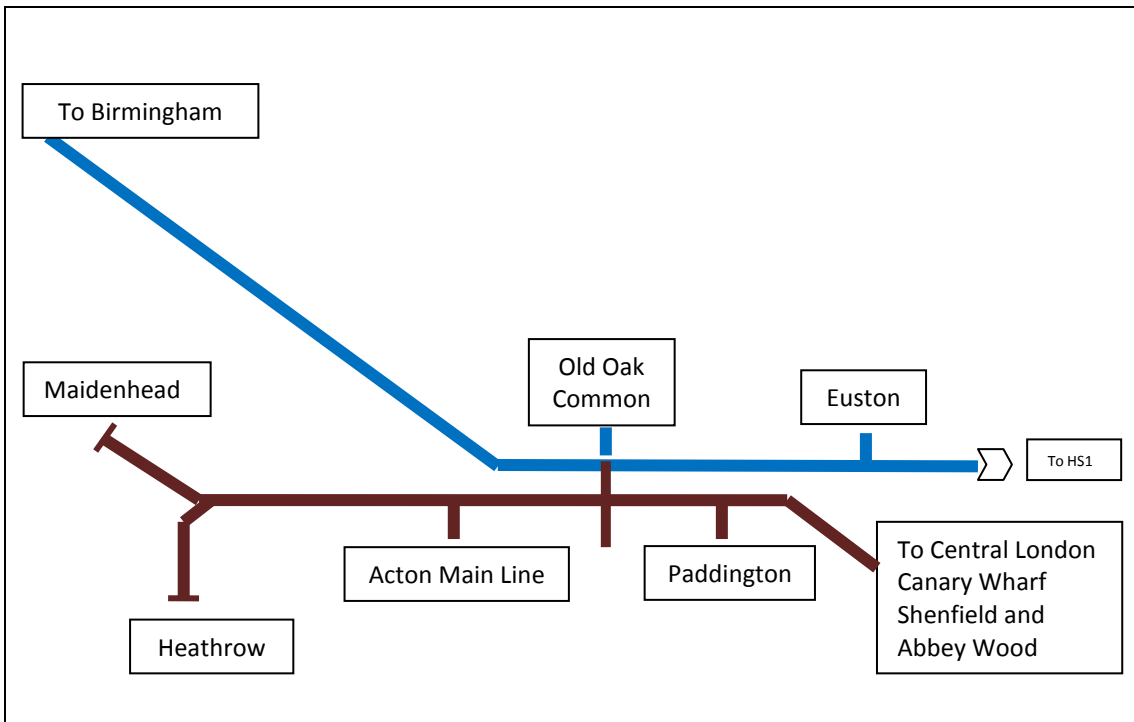 To Birmingham
Old Oak
Common
Maidenhead
Euston
To HS1
Acton Main Line
Paddington
To Central London
Canary Wharf
Shenfield and
Abbey Wood
Heathrow